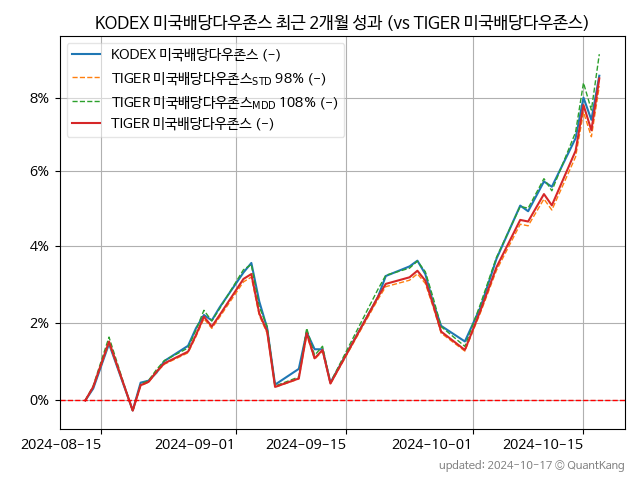 KODEX 미국배당다우존스 최근 2개월 성과 (vs TIGER 미국배당다우존스)
KODEX 미국배당다우존스 (-)
TIGER 미국배당다우존스STD 98% (-)
TIGER 미국배당다우존스MDD 108% (-)
TIGER 미국배당다우존스 (-)
8%
6%
4%
2%
0%
2024-08-15 2024-09-01 2024-09-15 2024-10-01 2024-10-15
updated: 2024-10-17 © QuantKang